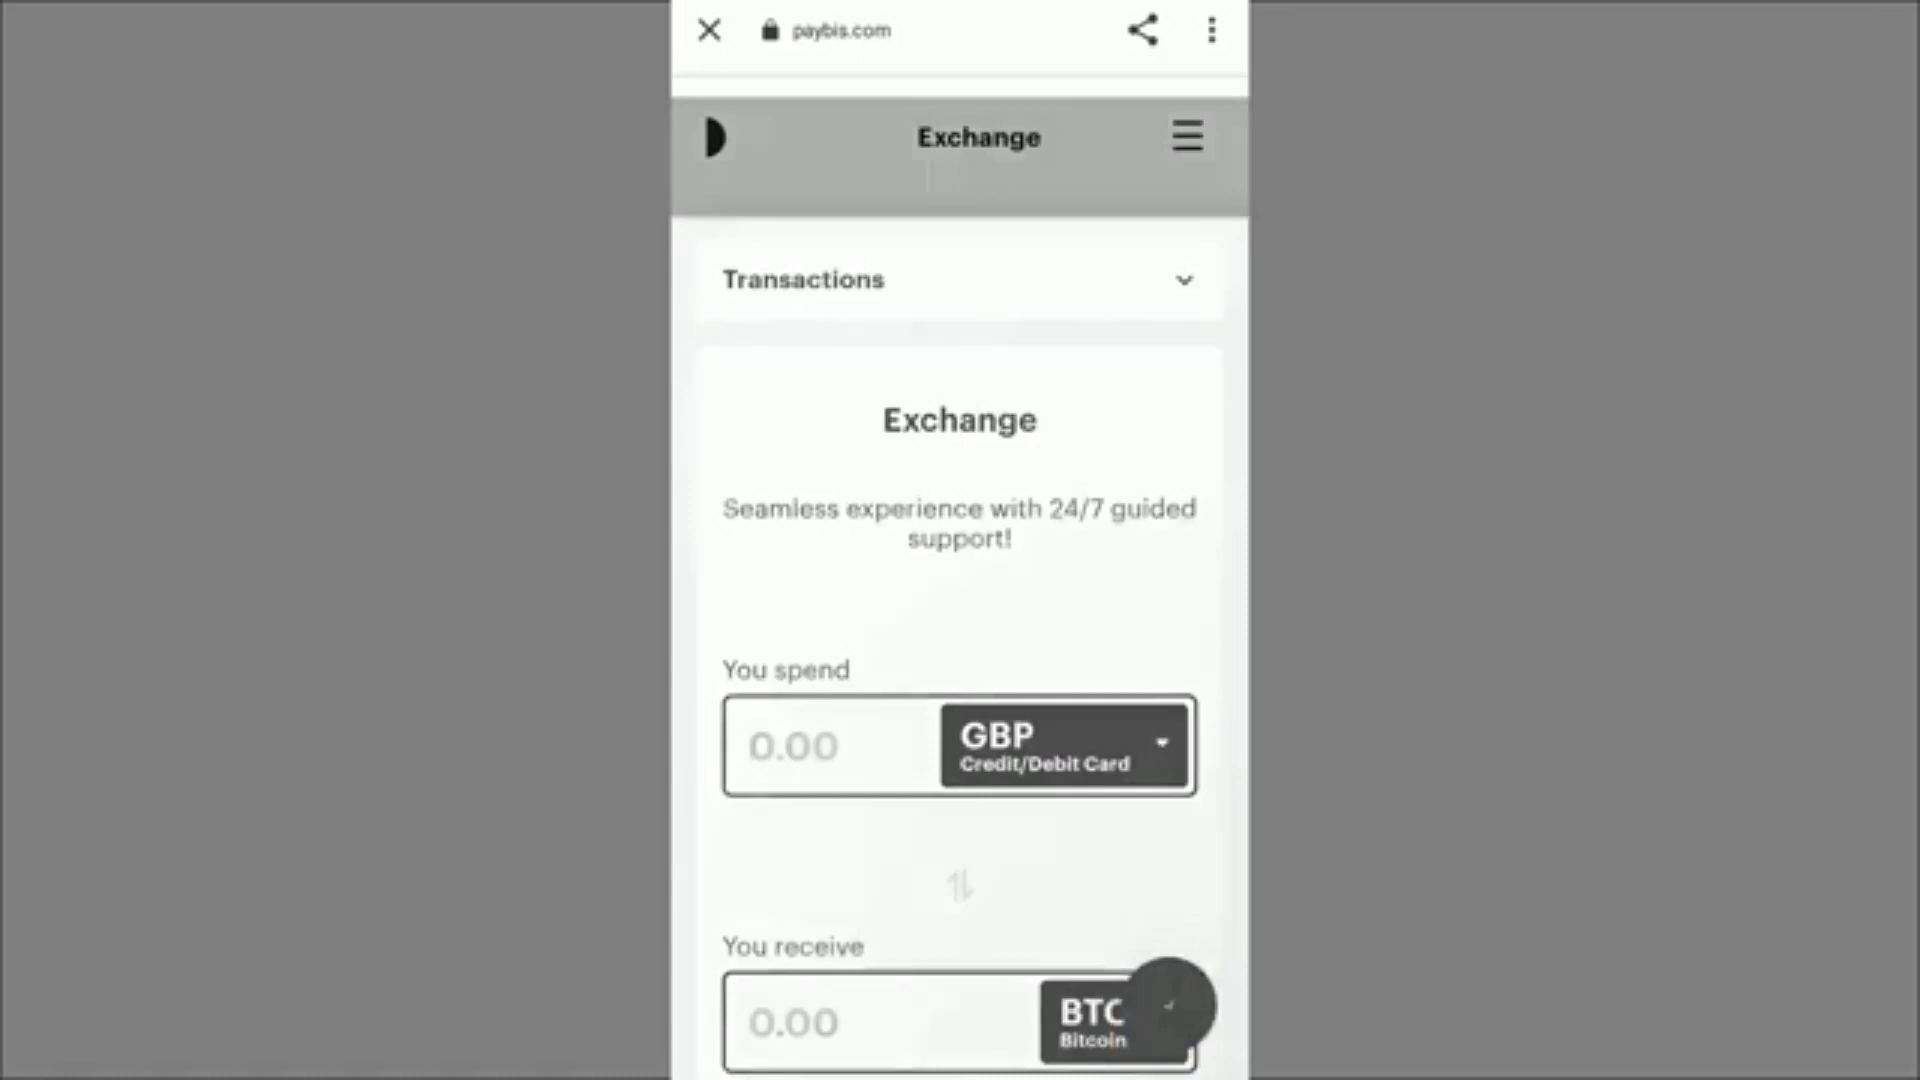 paybis.com
Exchange
Transactions
Exchange
Seamless experience with 24/7 guided
support!
You spend
0.00
GBP
Credit/Debit Card
You receive
0.00
BTC
Bitcoin